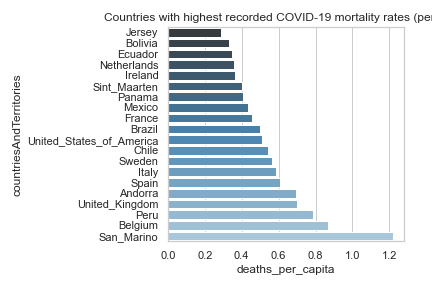 Countries with highest recorded COVID-19 mortality rates (per
Jersey
Bolivia
Ecuador
Netherlands
Ireland
Sint_Maarten
Panama
Mexico
France
Brazil
United_States_of_America
Chile
Sweden
Italy
Spain
Andorra
United_Kingdom
Peru
Belgium
San_Marino
countriesAndTerritories
0.0 0.2 0.4 0.6 0.8 1.0 1.2
deaths_per_capita